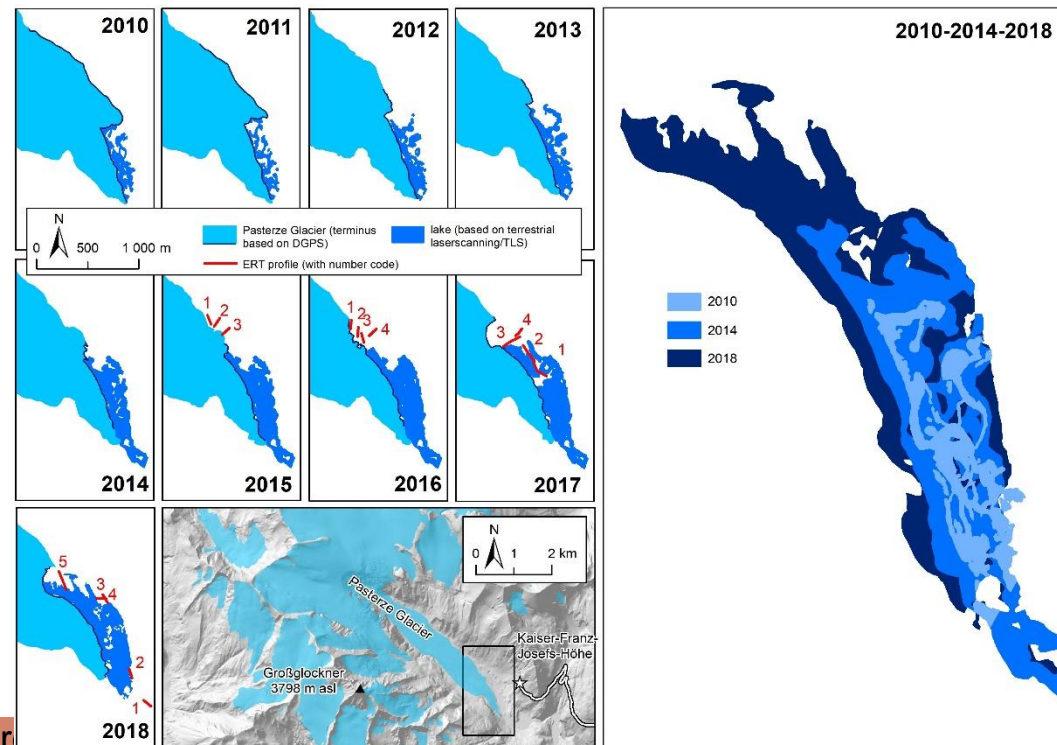 2010
2011
2012
2013
N
0 500 1 000 m
Pasterze Glacier (terminus
based on DGPS)
lake (based on terrestrial
laserscanning/TLS)
ERT profile (with number code)
2014
1
2
3
2015
1
2
3
4
2016
3
4
2
1
2017
5
3
4
2
1
2018
N
0 1 2 km
Pasterze Glacier
Kaiser-Franz-
Josefs-Höhe
Großglockner
3798 m asl
2010-2014-2018
2010
2014
2018